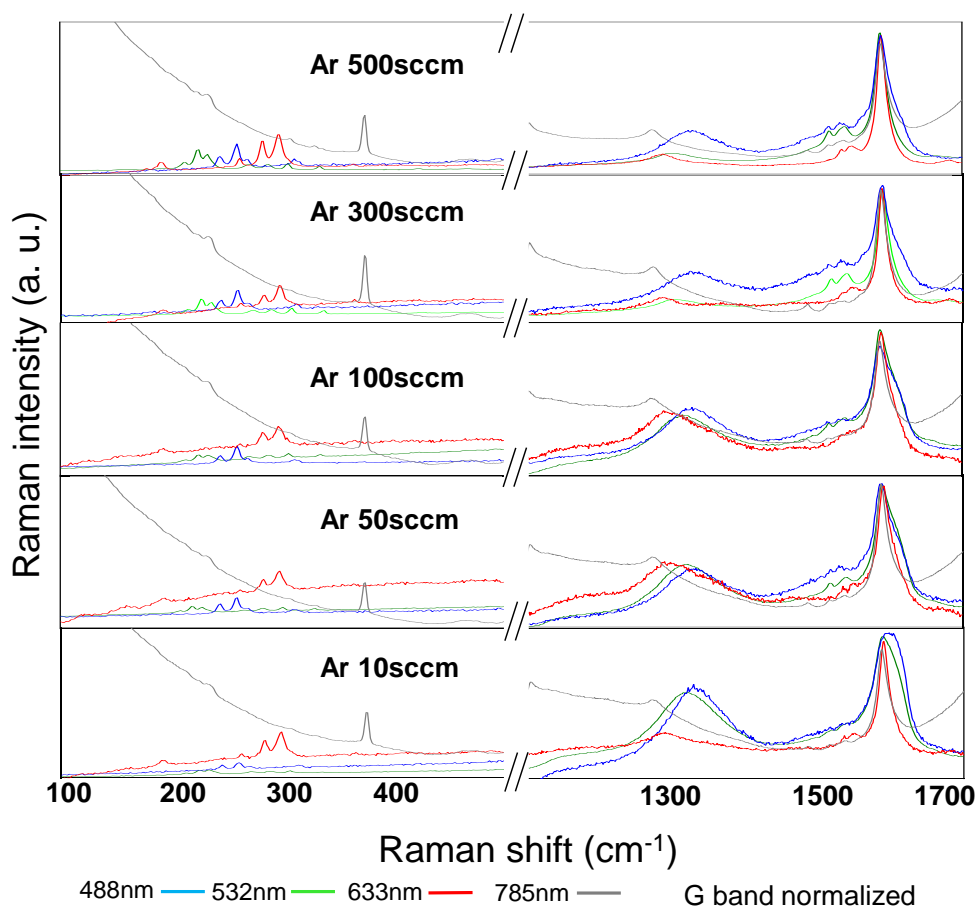 Ar 500sccm
Ar 300sccm
Ar 100sccm
Ar 50sccm
Ar 10sccm
Raman intensity (a. u.)
100 200 300 400 1300 1500 1700
Raman shift (cm-1)
488nm 532nm 633nm 785nm G band normalized